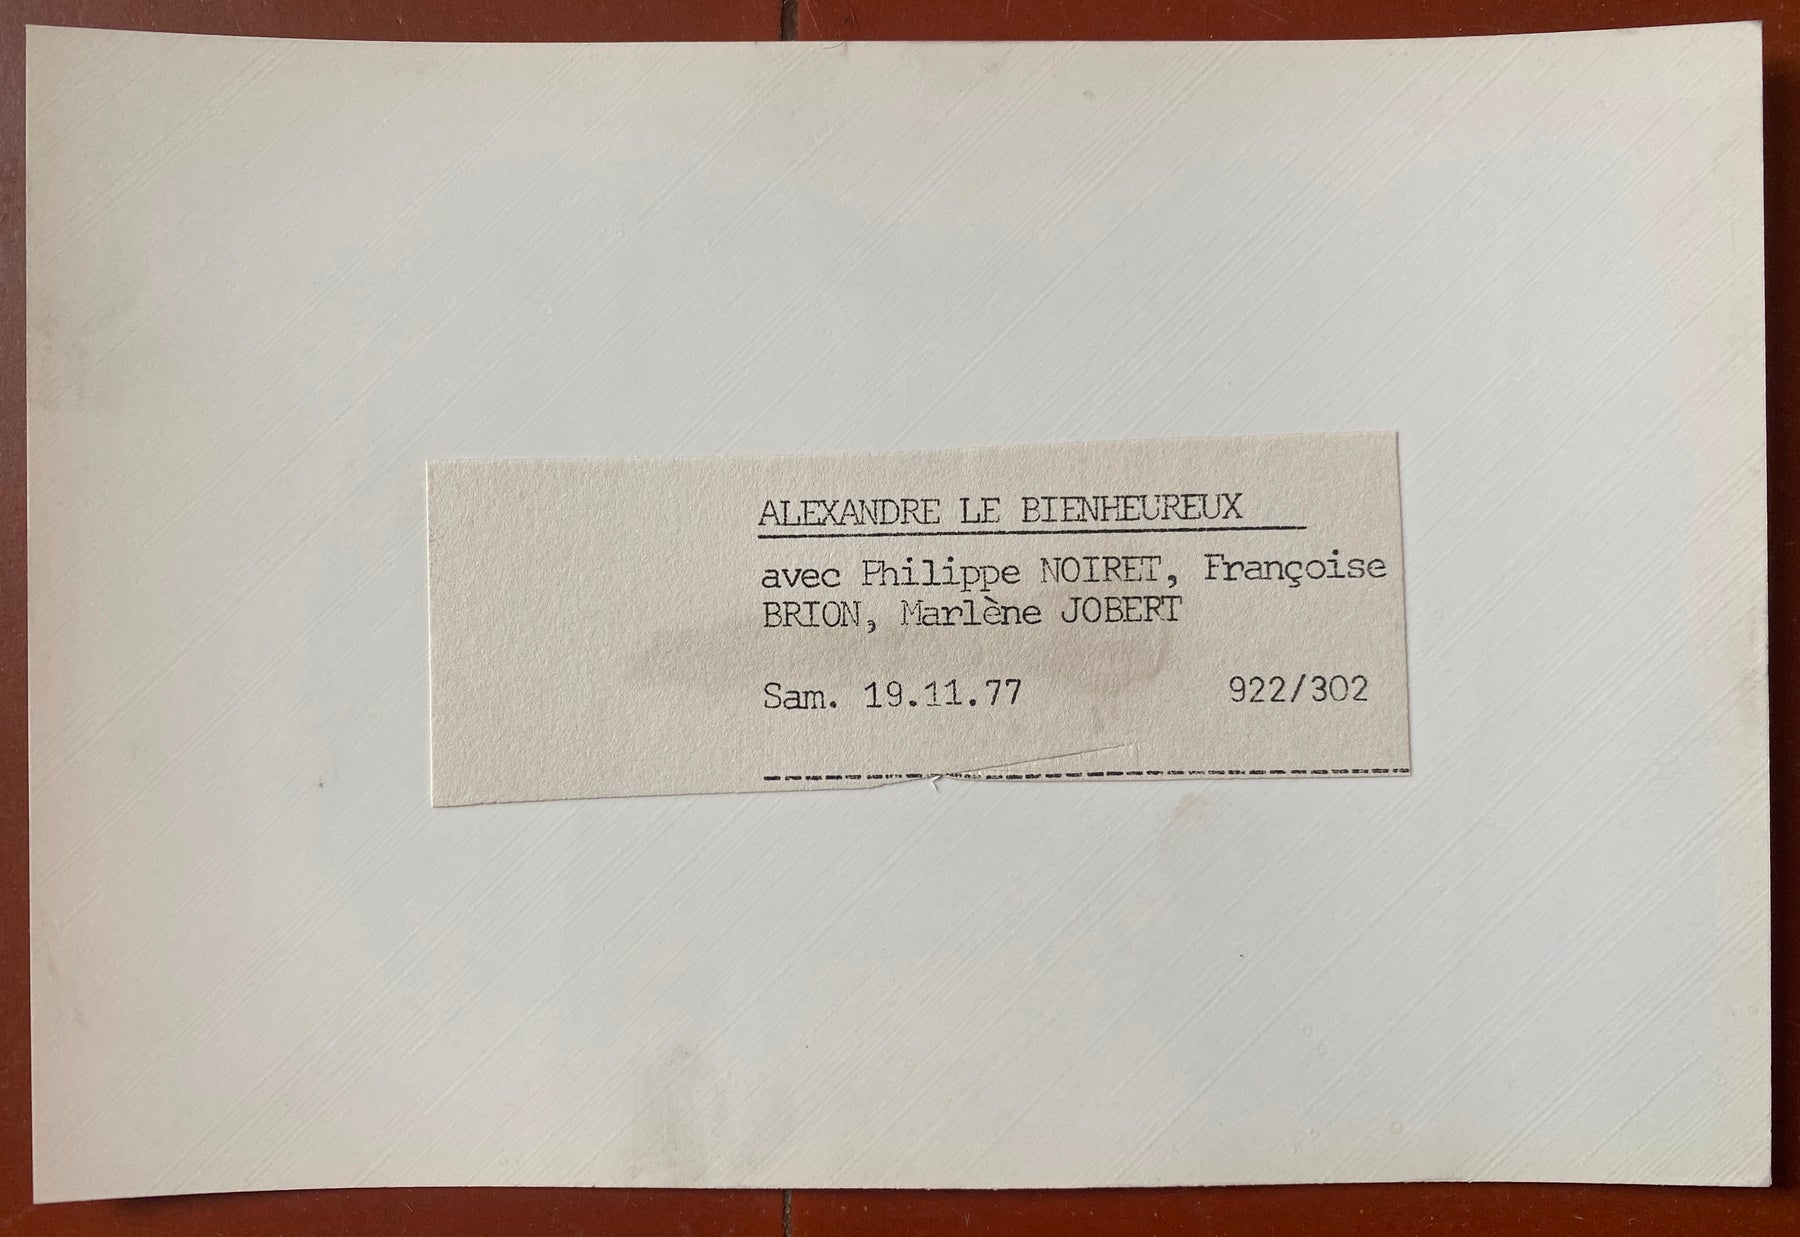 ALEXANDRE LE BIENHEUREUX
avec Philippe NOIRET, Françoise
BRION, Marlène JOBERT
Sam. 19.11.77 922/302